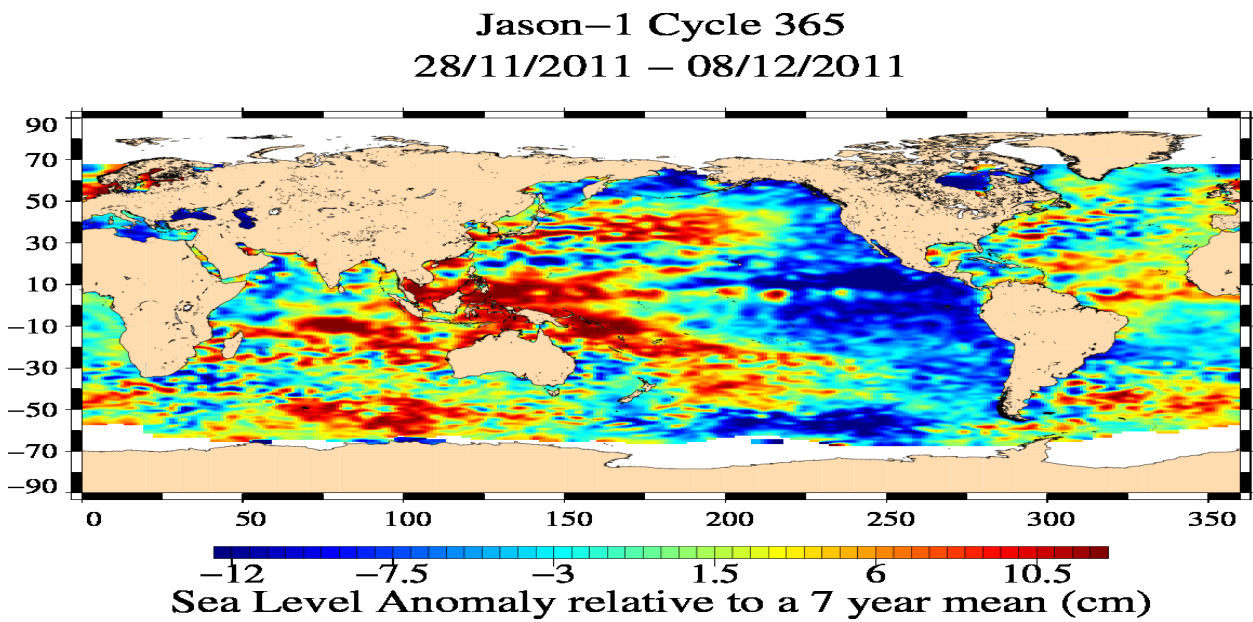 Jason−1 Cycle 365
28/11/2011 − 08/12/2011
90
70
50
30
10
−10
−30
−50
−70
−90
0 50 100 150 200 250 300 350
−12 −7.5 −3 1.5 6 10.5
Sea Level Anomaly relative to a 7 year mean (cm)